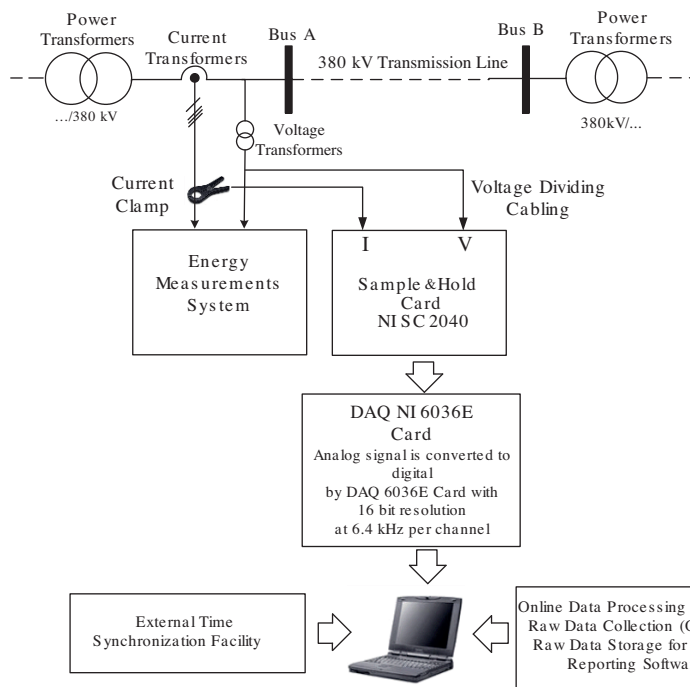 Power
Transformers
Current
Transformers
Bus A
380 kV Transmission Line
Bus B
Power
Transformers
.../380 kV
380kV/...
Voltage
Transformers
Current
Clamp
Voltage Dividing
Cabling
I
V
Energy
Measurements
System
Sample &Hold
Card
NI SC 2040
DAQ NI 6036E
Card
Analog signal is converted to
digital
by DAQ 6036E Card with
16 bit resolution
at 6.4 kHz per channel
External Time
Synchronization Facility
Online Data Processing
Raw Data Collection
Raw Data Storage for
Reporting